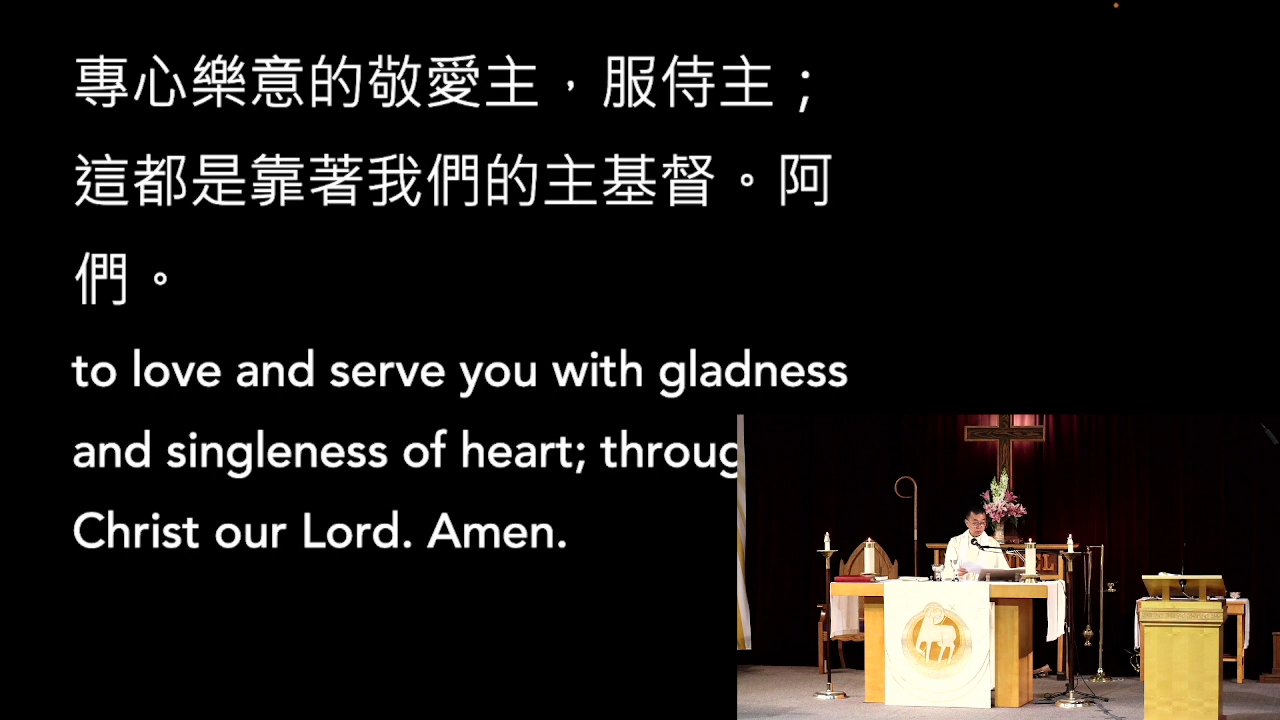 專心樂意的敬愛主，服侍主；
這都是靠著我們的主基督。阿
們。
to love and serve you with gladness
and singleness of heart; throug
Christ our Lord. Amen.